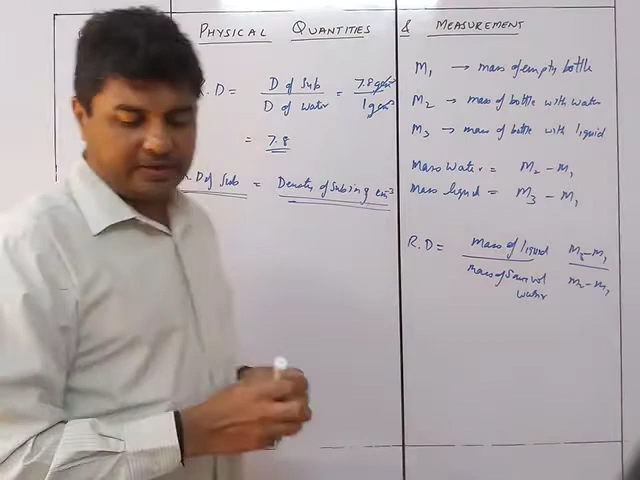 PHYSICAL QUANTITIES & MEASUREMENT
R.D = D of Sub / D of water = 7.8 gcm³ / 1 gcm³
= 7.8
R.D of Sub = Density of Sub in g cm⁻³
M₁ → mass of empty bottle
M₂ → mass of bottle with water
M₃ → mass of bottle with liquid
Mass water = M₂ - M₁
Mass liquid = M₃ - M₁
R.D = mass of liquid / mass of same vol water M₃-M₁ / M₂-M₁